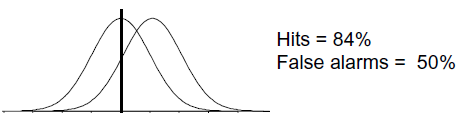 Hits = 84%
False alarms =  50%